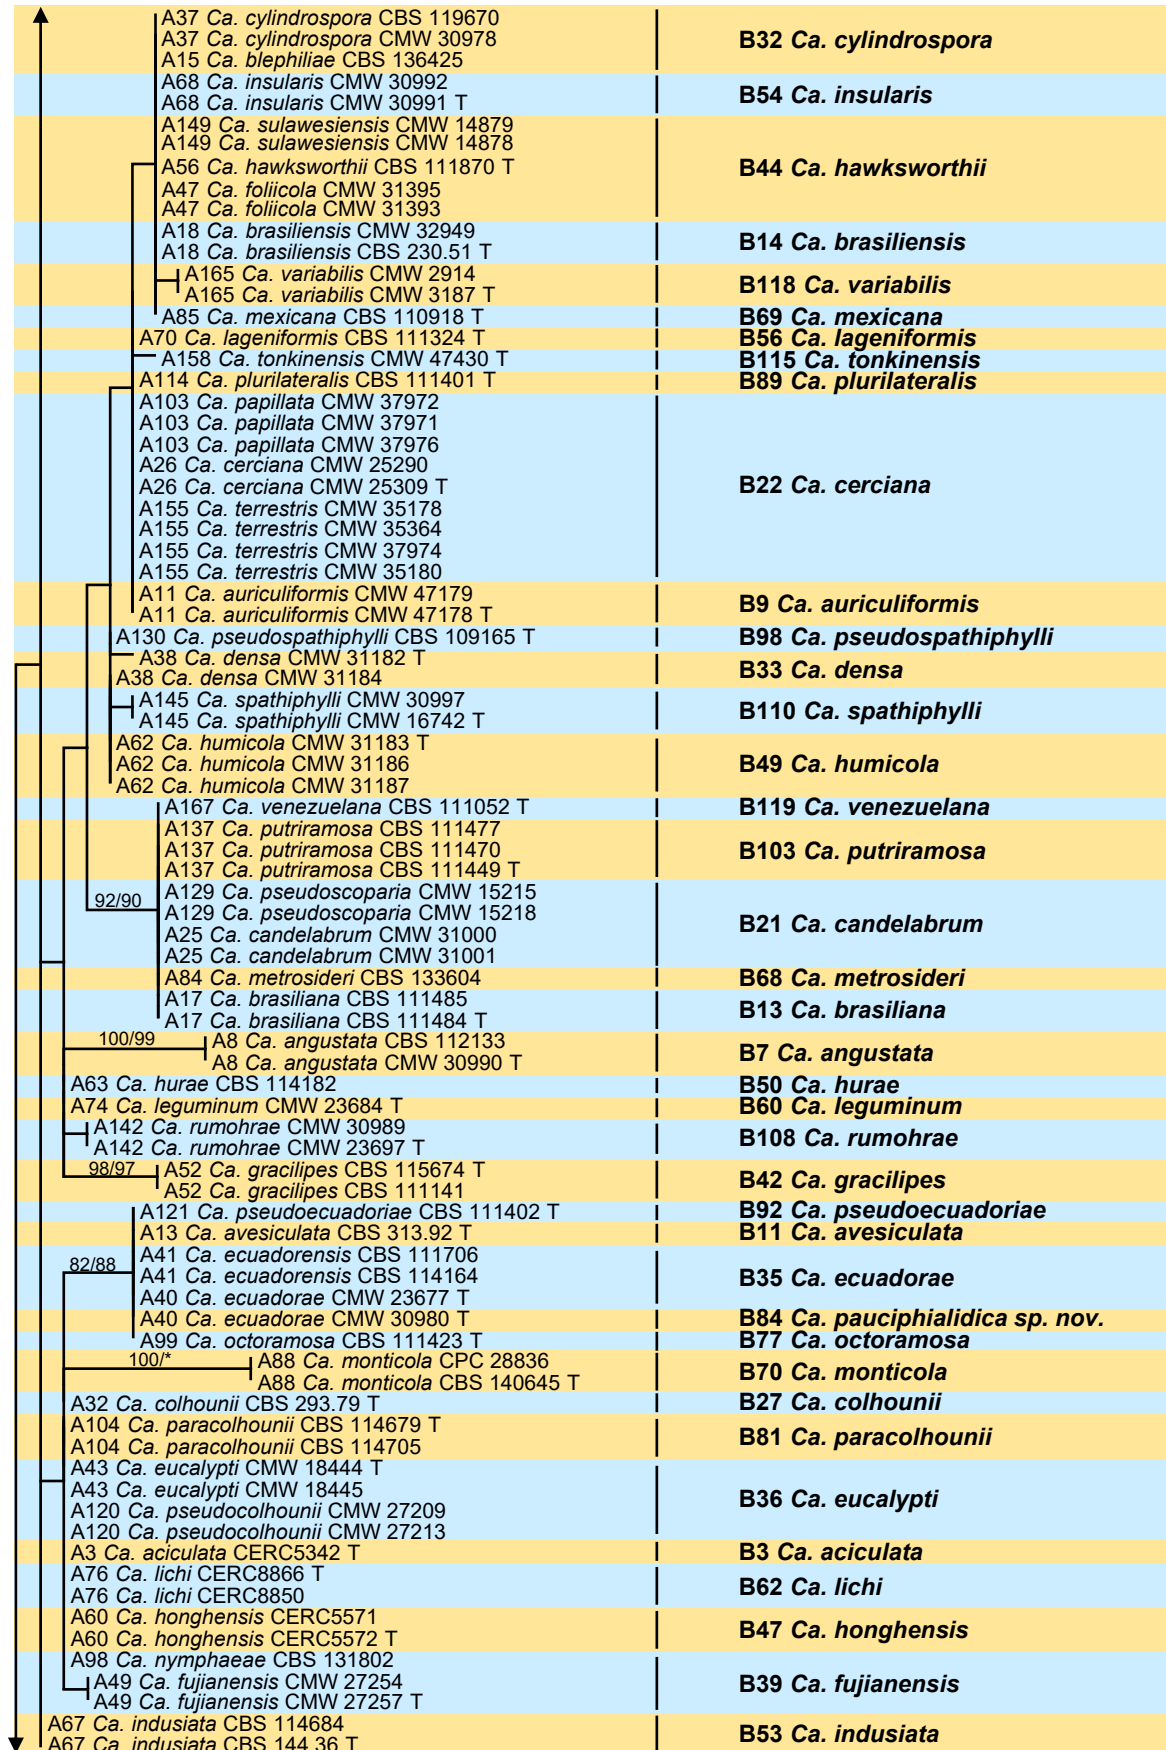 A37 Ca. cylindrospora CBS 119670
A37 Ca. cylindrospora CMW 30978
B32 Ca. cylindrospora
A15 Ca. blephiliae CBS 136425
A68 Ca. insularis CMW 30992
B54 Ca. insularis
A68 Ca. insularis CMW 30991 T
A149 Ca. sulawesiensis CMW 14879
A149 Ca. sulawesiensis CMW 14878
A56 Ca. hawksworthii CBS 111870 T
B44 Ca. hawksworthii
A47 Ca. foliicola CMW 31395
A47 Ca. foliicola CMW 31393
A18 Ca. brasiliensis CMW 32949
B14 Ca. brasiliensis
A18 Ca. brasiliensis CBS 230.51 T
A165 Ca. variabilis CMW 2914
B118 Ca. variabilis
A165 Ca. variabilis CMW 3187 T
A85 Ca. mexicana CBS 110918 T
B69 Ca. mexicana
A70 Ca. lageniformis CBS 111324 T
B56 Ca. lageniformis
A158 Ca. tonkinensis CMW 47430 T
B115 Ca. tonkinensis
A114 Ca. plurilateralis CBS 111401 T
B89 Ca. plurilateralis
A103 Ca. papillata CMW 37972
A103 Ca. papillata CMW 37971
A103 Ca. papillata CMW 37976
A26 Ca. cerciana CMW 25290
A26 Ca. cerciana CMW 25309 T
B22 Ca. cerciana
A155 Ca. terrestris CMW 35178
A155 Ca. terrestris CMW 35364
A155 Ca. terrestris CMW 37974
A155 Ca. terrestris CMW 35180
A11 Ca. auriculiformis CMW 47179
B9 Ca. auriculiformis
A11 Ca. auriculiformis CMW 47178 T
A130 Ca. pseudospathiphylli CBS 109165 T
B98 Ca. pseudospathiphylli
A38 Ca. densa CMW 31182 T
B33 Ca. densa
A38 Ca. densa CMW 31184
A145 Ca. spathiphylli CMW 30997
B110 Ca. spathiphylli
A145 Ca. spathiphylli CMW 16742 T
A62 Ca. humicola CMW 31183 T
A62 Ca. humicola CMW 31186
B49 Ca. humicola
A62 Ca. humicola CMW 31187
A167 Ca. venezuelana CBS 111052 T
B119 Ca. venezuelana
A137 Ca. putriramosa CBS 111477
A137 Ca. putriramosa CBS 111470
B103 Ca. putriramosa
A137 Ca. putriramosa CBS 111449 T
A129 Ca. pseudoscoparia CMW 15215
92/90
A129 Ca. pseudoscoparia CMW 15218
B21 Ca. candelabrum
A25 Ca. candelabrum CMW 31000
A25 Ca. candelabrum CMW 31001
A84 Ca. metrosideri CBS 133604
B68 Ca. metrosideri
A17 Ca. brasiliana CBS 111485
B13 Ca. brasiliana
A17 Ca. brasiliana CBS 111484 T
100/99
A8 Ca. angustata CBS 112133
B7 Ca. angustata
A8 Ca. angustata CMW 30990 T
A63 Ca. hurae CBS 114182
B50 Ca. hurae
A74 Ca. leguminum CMW 23684 T
B60 Ca. leguminum
A142 Ca. rumohrae CMW 30989
B108 Ca. rumohrae
A142 Ca. rumohrae CMW 23697 T
98/97
A52 Ca. gracilipes CBS 115674 T
B42 Ca. gracilipes
A52 Ca. gracilipes CBS 111141
A121 Ca. pseudoecuadoriae CBS 111402 T
B92 Ca. pseudoecuadoriae
A13 Ca. avesiculata CBS 313.92 T
B11 Ca. avesiculata
A41 Ca. ecuadorensis CBS 111706
82/88
A41 Ca. ecuadorensis CBS 114164
B35 Ca. ecuadorae
A40 Ca. ecuadorae CMW 23677 T
A40 Ca. ecuadorae CMW 30980 T
B84 Ca. pauciphialidica sp. nov.
A99 Ca. octoramosa CBS 111423 T
B77 Ca. octoramosa
100/*
A88 Ca. monticola CPC 28836
B70 Ca. monticola
A88 Ca. monticola CBS 140645 T
A32 Ca. colhounii CBS 293.79 T
B27 Ca. colhounii
A104 Ca. paracolhounii CBS 114679 T
B81 Ca. paracolhounii
A104 Ca. paracolhounii CBS 114705
A43 Ca. eucalypti CMW 18444 T
A43 Ca. eucalypti CMW 18445
B36 Ca. eucalypti
A120 Ca. pseudocolhounii CMW 27209
A120 Ca. pseudocolhounii CMW 27213
A3 Ca. aciculata CERC5342 T
B3 Ca. aciculata
A76 Ca. lichi CERC8866 T
B62 Ca. lichi
A76 Ca. lichi CERC8850
A60 Ca. honghensis CERC5571
B47 Ca. honghensis
A60 Ca. honghensis CERC5572 T
A98 Ca. nymphaeae CBS 131802
A49 Ca. fujianensis CMW 27254
B39 Ca. fujianensis
A49 Ca. fujianensis CMW 27257 T
A67 Ca. indusiata CBS 114684
B53 Ca. indusiata
A67 Ca. indusiata CBS 144.36 T